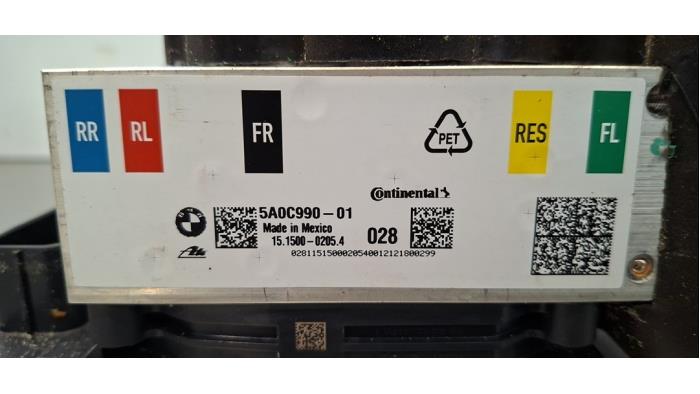 RR RL FR PET RES FL
Continental
5A0C990-01
Made in Mexico
15.1500-0205.4 028
028115150002054001212180029​9